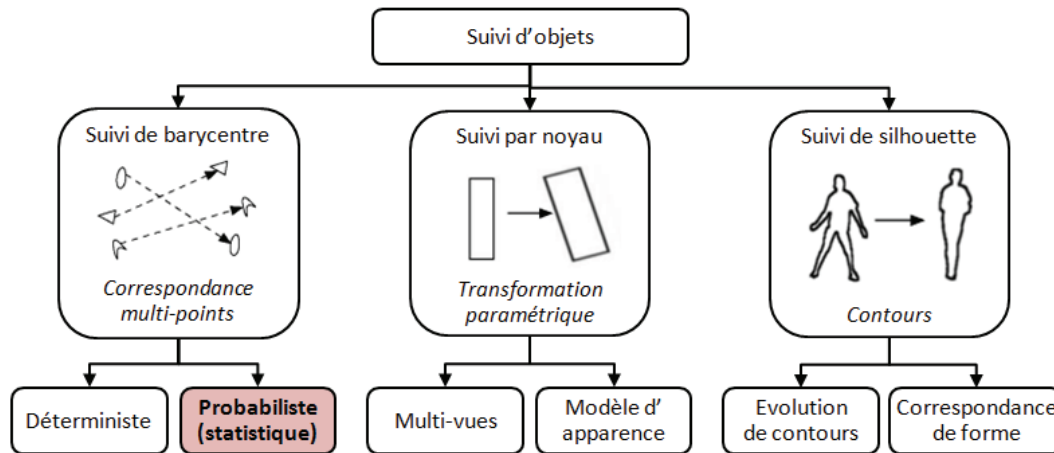 Suivi d'objets
Suivi de barycentre
Correspondance
multi-points
Suivi par noyau
Transformation
paramétrique
Suivi de silhouette
Contours
Déterministe
Probabiliste
(statistique)
Multi-vues
Modèle d'
apparence
Evolution
de contours
Correspondance
de forme